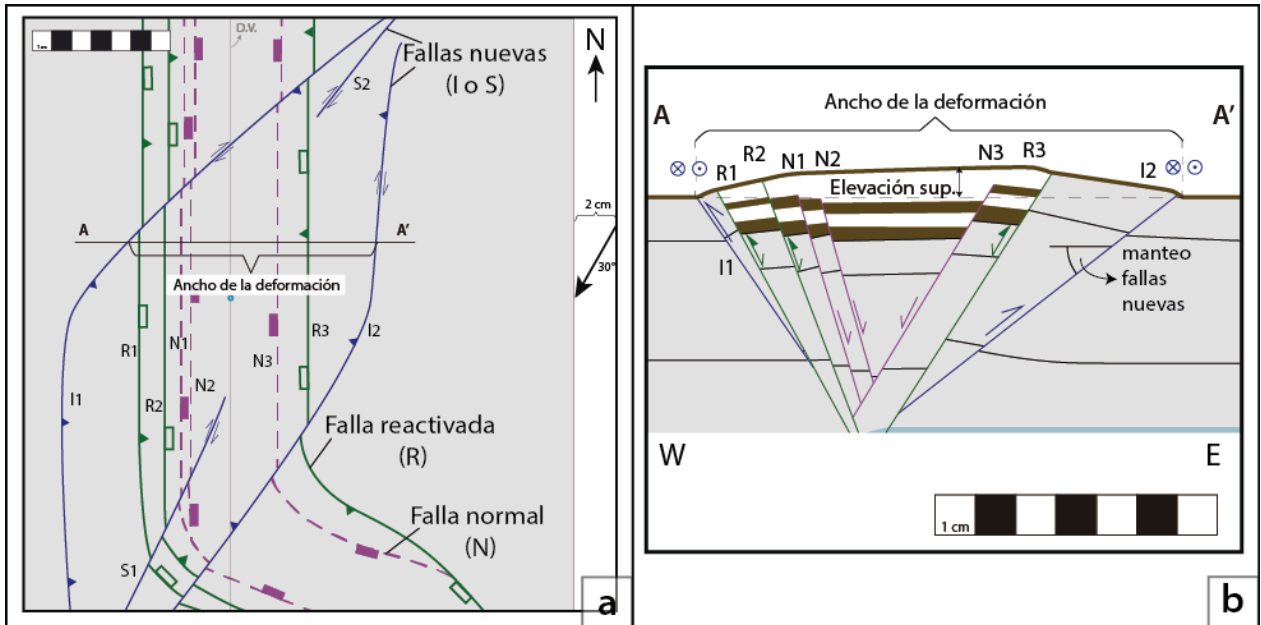 1 cm
D.V.
Fallas nuevas
(I o S)
N
S2
2 cm
30°
A
A'
Ancho de la deformación
R1
N1
N2
N3
R3
I2
I1
R2
Falla reactivada
(R)
Falla normal
(N)
S1
a
Ancho de la deformación
A
A'
R1
R2
N1
N2
N3
R3
I2
Elevación sup.
I1
manteo
fallas
nuevas
W
E
1 cm
b